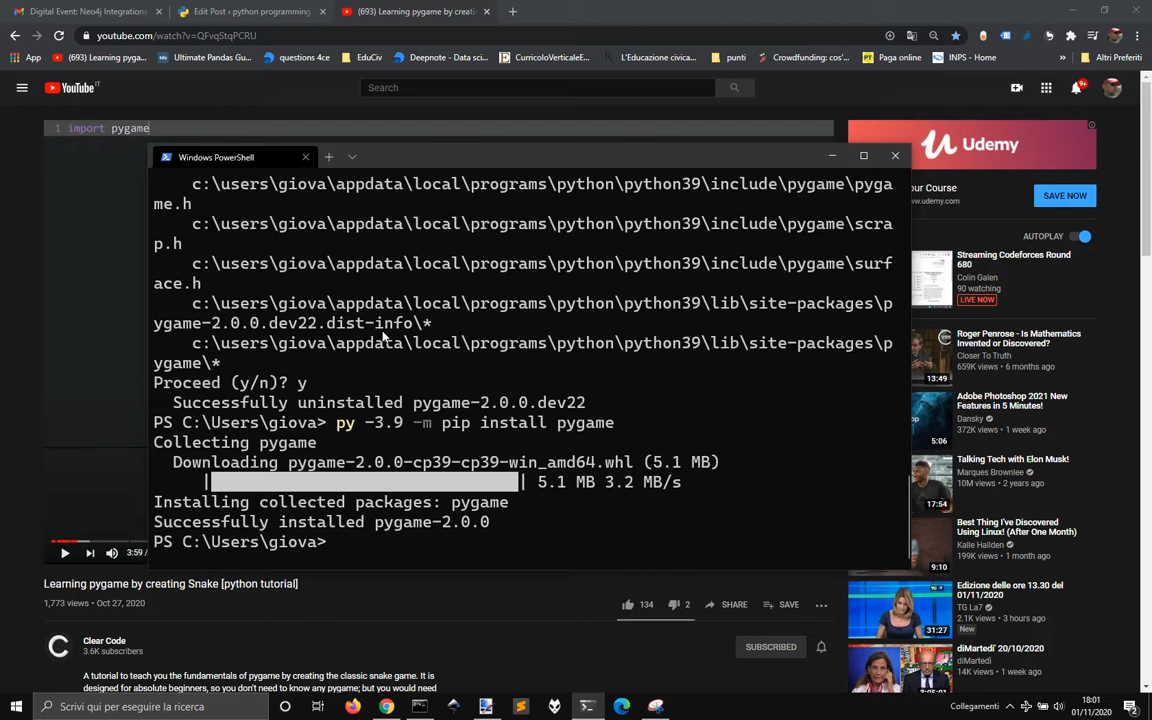 Digital Event: Neo4j Integrations
Edit Post ‹ python programming
(693) Learning pygame by creati
youtube.com/watch?v=QFvqStqPCRU
App
(693) Learning pyga...
Ultimate Pandas Gu...
questions 4ce
EduCiv
Deepnote - Data sci...
CurricoloVerticaleE...
L'Educazione civica...
punti
Crowdfunding: cos'...
Paga online
INPS - Home
»
Altri Preferiti
YouTube IT
Search
9+
1 import pygame
Windows PowerShell
c:\users\giova\appdata\local\programs\python\python39\include\pygame\pyga
me.h
c:\users\giova\appdata\local\programs\python\python39\include\pygame\scra
p.h
c:\users\giova\appdata\local\programs\python\python39\include\pygame\surf
ace.h
c:\users\giova\appdata\local\programs\python\python39\lib\site-packages\p
ygame-2.0.0.dev22.dist-info\*
c:\users\giova\appdata\local\programs\python\python39\lib\site-packages\p
ygame\*
Proceed (y/n)? y
Successfully uninstalled pygame-2.0.0.dev22
PS C:\Users\giova> py -3.9 -m pip install pygame
Collecting pygame
Downloading pygame-2.0.0-cp39-cp39-win_amd64.whl (5.1 MB)
| | 5.1 MB 3.2 MB/s
Installing collected packages: pygame
Successfully installed pygame-2.0.0
PS C:\Users\giova>
Udemy
our Course
.udemy.com
SAVE NOW
AUTOPLAY
Streaming Codeforces Round
680
Colin Galen
90 watching
LIVE NOW
Roger Penrose - Is Mathematics
Invented or Discovered?
Closer To Truth
659K views • 6 months ago
13:49
Adobe Photoshop 2021 New
Features in 5 Minutes!
Dansky
415K views • 1 week ago
5:06
Talking Tech with Elon Musk!
Marques Brownlee
10M views • 2 years ago
17:54
Best Thing I've Discovered
Using Linux! (After One Month)
Kalle Hallden
199K views • 1 month ago
9:10
Edizione delle ore 13.30 del
01/11/2020
TG La7
2.1K views • 3 hours ago
New
31:27
diMartedi' 20/10/2020
La7 Attualità
14K views • 1 week ago
3:59
Learning pygame by creating Snake [python tutorial]
1,773 views • Oct 27, 2020
134
2
SHARE
SAVE
Clear Code
3.6K subscribers
SUBSCRIBED
A tutorial to teach you the fundamentals of pygame by creating the classic snake game. It is
designed for absolute beginners, so you don't need to know any pygame; but you would need
Scrivi qui per eseguire la ricerca
18:01
01/11/2020
2